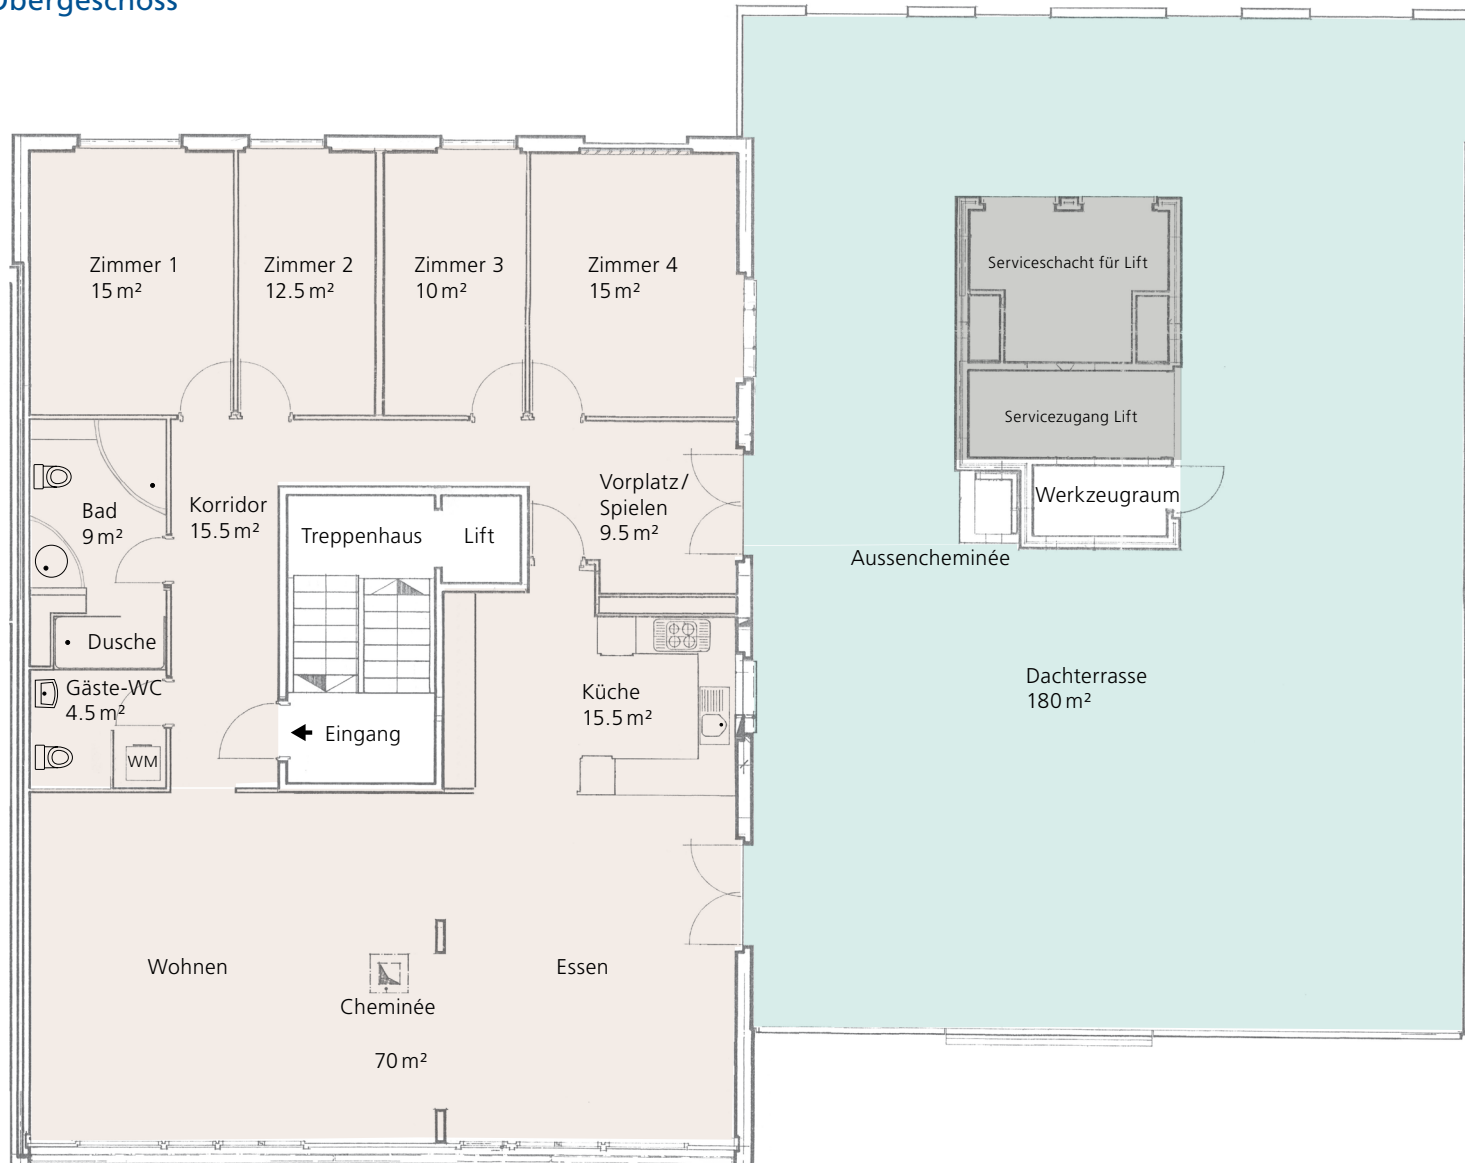 Obergeschoss
Zimmer 1
15 m²
Zimmer 2
12.5 m²
Zimmer 3
10 m²
Zimmer 4
15 m²
Serviceschacht für Lift
Servicezugang Lift
Werkzeugraum
Aussencheminée
Dachterrasse
180 m²
Bad
9 m²
Korridor
15.5 m²
Treppenhaus
Lift
Vorplatz/
Spielen
9.5 m²
Dusche
Gäste-WC
4.5 m²
WM
Eingang
Küche
15.5 m²
Wohnen
Essen
Cheminée
70 m²